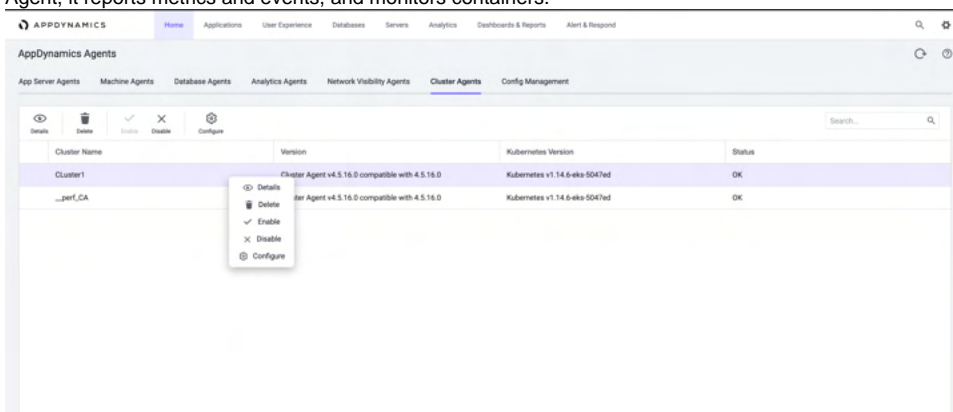 Agent, it reports metrics and events, and monitors containers.
APPDYNAMICS Home Applications User Experience Databases Servers Analytics Dashboards & Reports Alert & Respond
AppDynamics Agents
App Server Agents Machine Agents Database Agents Analytics Agents Network Visibility Agents Cluster Agents Config Management
Details Delete Enable Disable Configure Search...
Cluster Name Version Kubernetes Version Status
CLuster1 Cluster Agent v4.5.16.0 compatible with 4.5.16.0 Kubernetes v1.14.6-eks-5047ed OK
Details
__perf_CA ter Agent v4.5.16.0 compatible with 4.5.16.0 Kubernetes v1.14.6-eks-5047ed OK
Delete
Enable
Disable
Configure